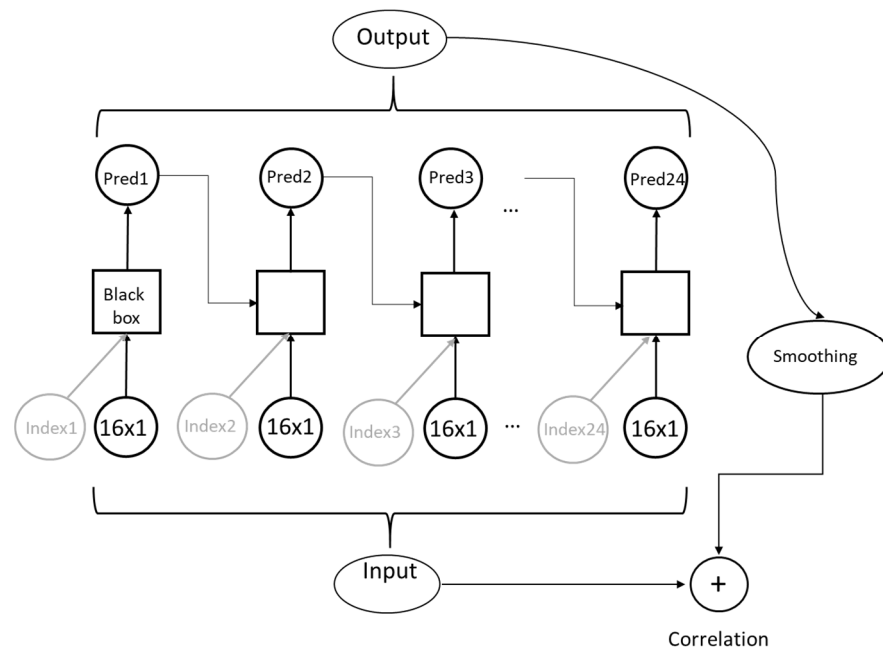 Output
Pred1
Pred2
Pred3
Pred24
...
Black
box
Smoothing
Index1
16x1
Index2
16x1
Index3
16x1
...
Index24
16x1
Input
+
Correlation